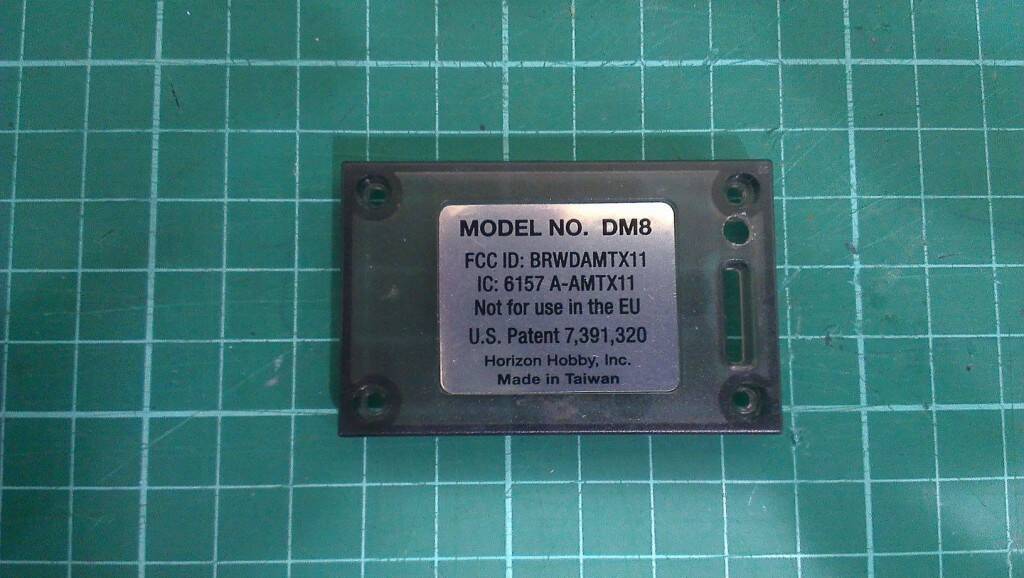 MODEL NO. DM8
FCC ID: BRWDAMTX11
IC: 6157 A-AMTX11
Not for use in the EU
U.S. Patent 7,391,320
Horizon Hobby, Inc.
Made in Taiwan